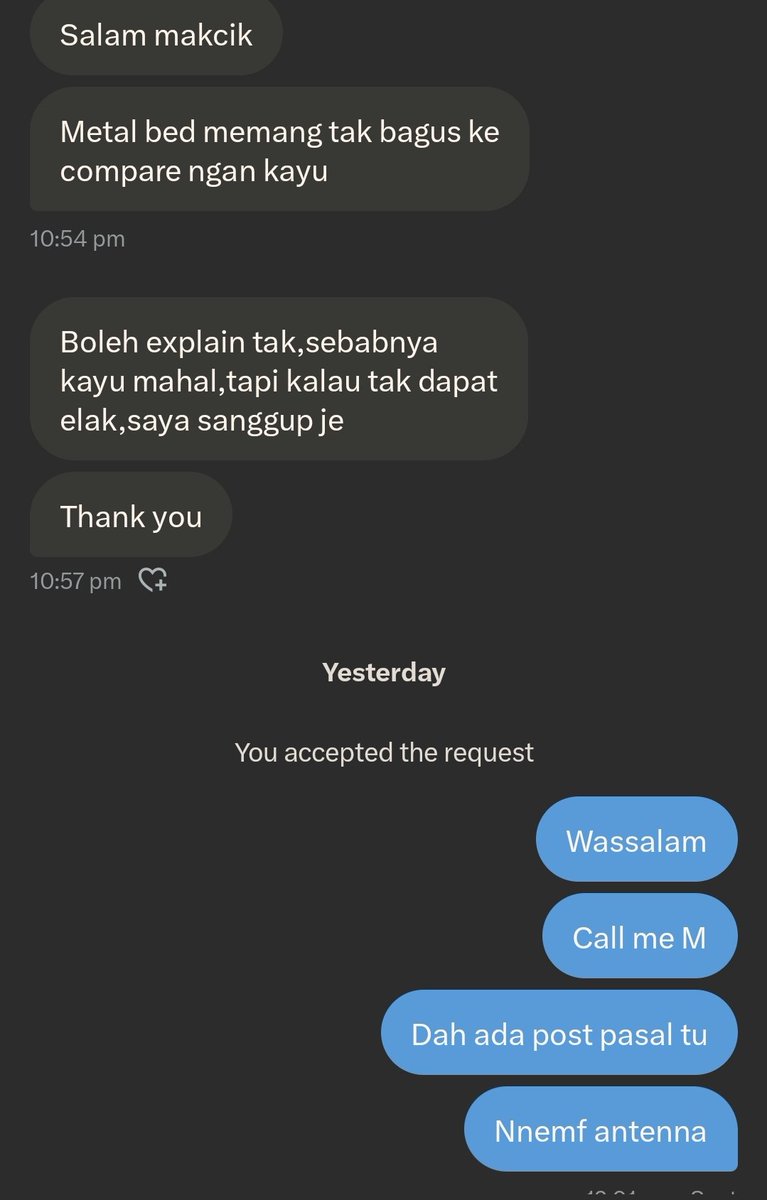 Salam makcik
Metal bed memang tak bagus ke
compare ngan kayu
10:54 pm
Boleh explain tak,sebabnya
kayu mahal,tapi kalau tak dapat
elak,saya sanggup je
Thank you
10:57 pm
Yesterday
You accepted the request
Wassalam
Call me M
Dah ada post pasal tu
Nnemf antenna